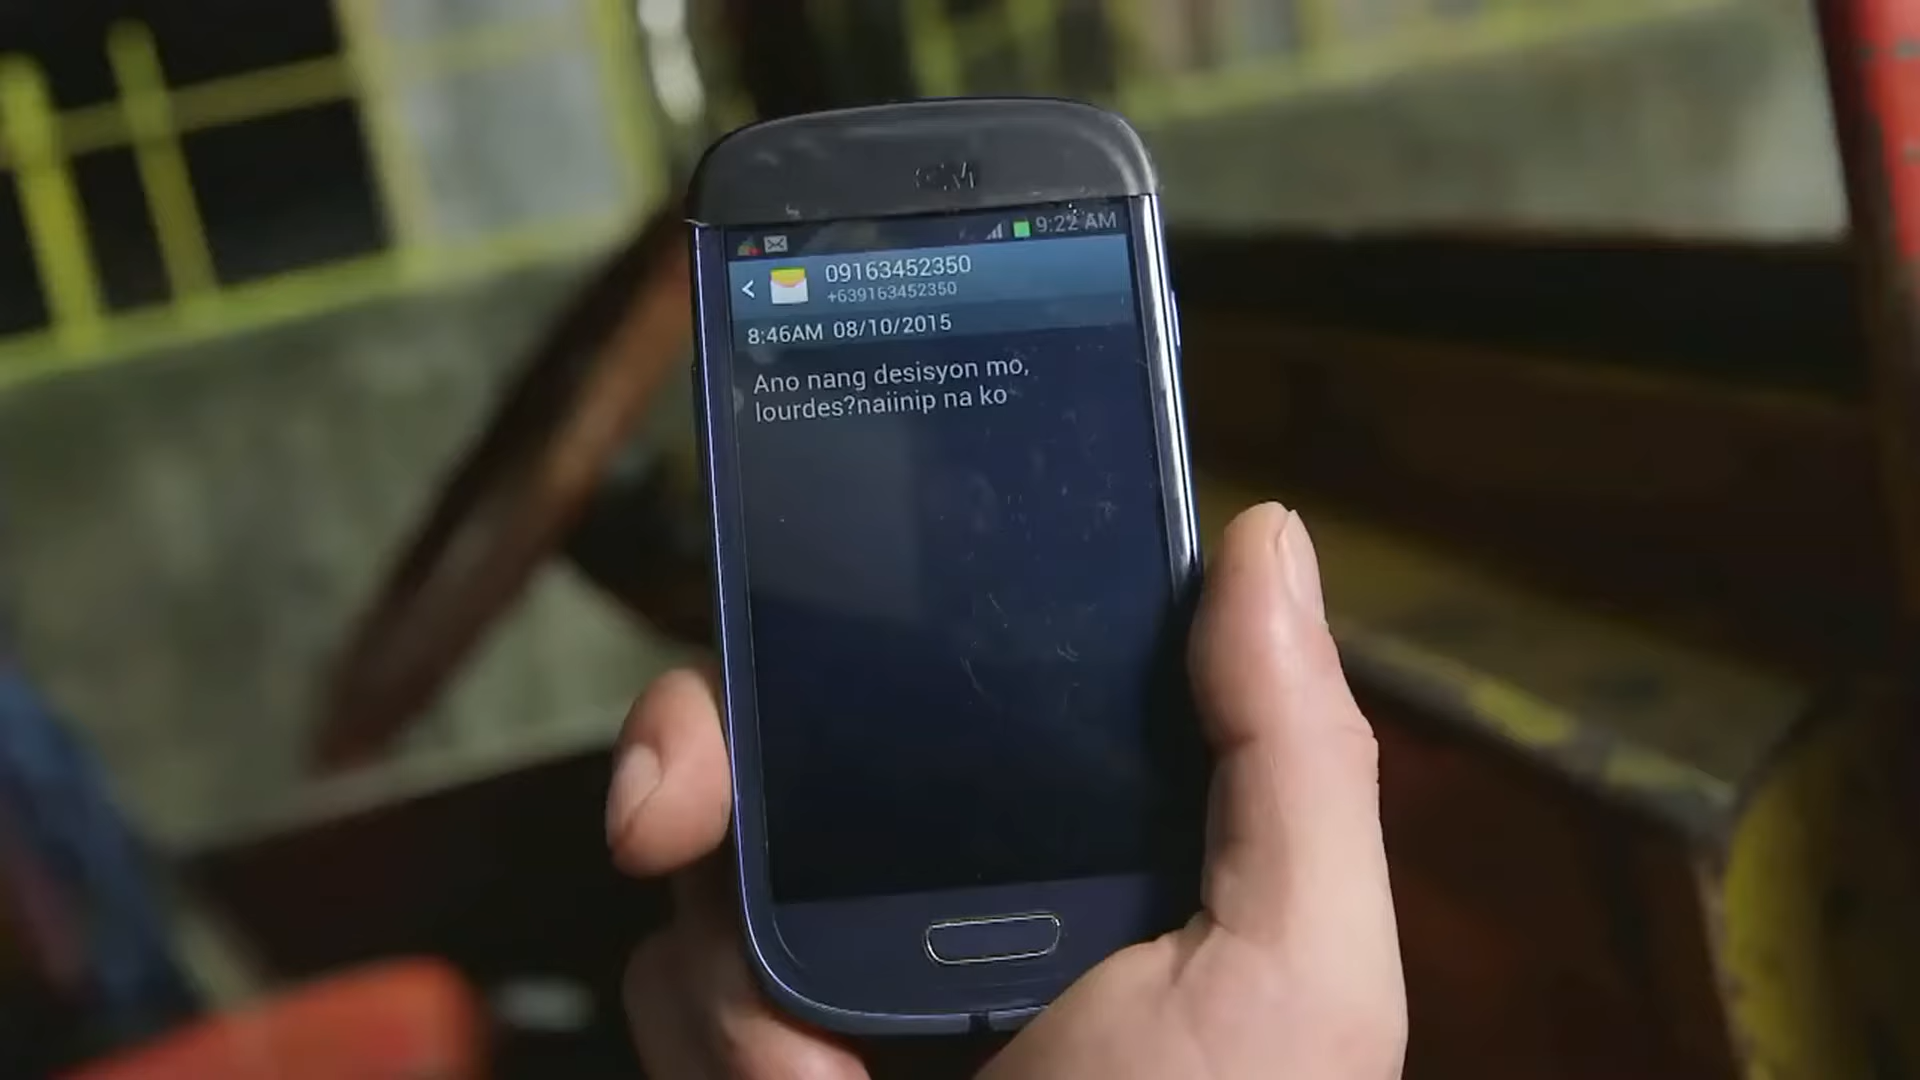 9:22 AM
09163452350
+639163452350
8:46AM 08/10/2015
Ano nang desisyon mo,
lourdes?naiinip na ko